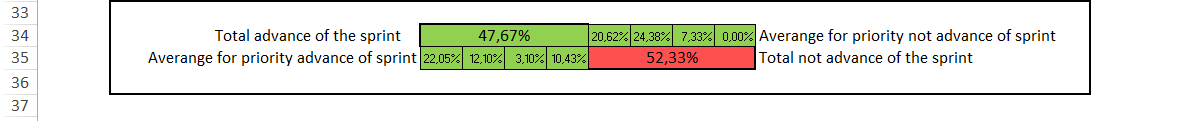 33
34 Total advance of the sprint 47,67% 20,62% 24,38% 7,33% 0,00% Averange for priority not advance of sprint
35 Averange for priority advance of sprint 22,05% 12,10% 3,10% 10,43% 52,33% Total not advance of the sprint
36
37